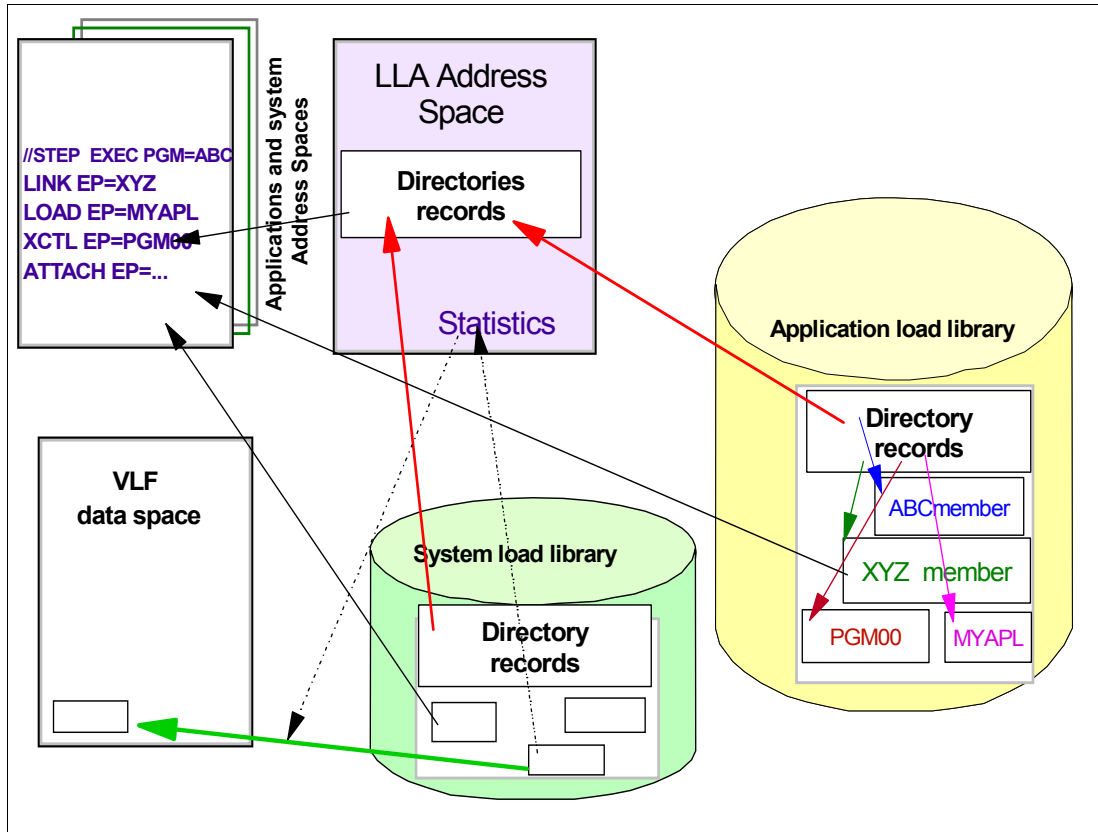 //STEP EXEC PGM=ABC
LINK EP=XYZ
LOAD EP=MYAPL
XCTL EP=PGM00
ATTACH EP=...
Applications and system
Address Spaces
LLA Address
Space
Directories
records
Statistics
Application load library
Directory
records
ABCmember
XYZ member
PGM00
MYAPL
VLF
data space
System load library
Directory
records